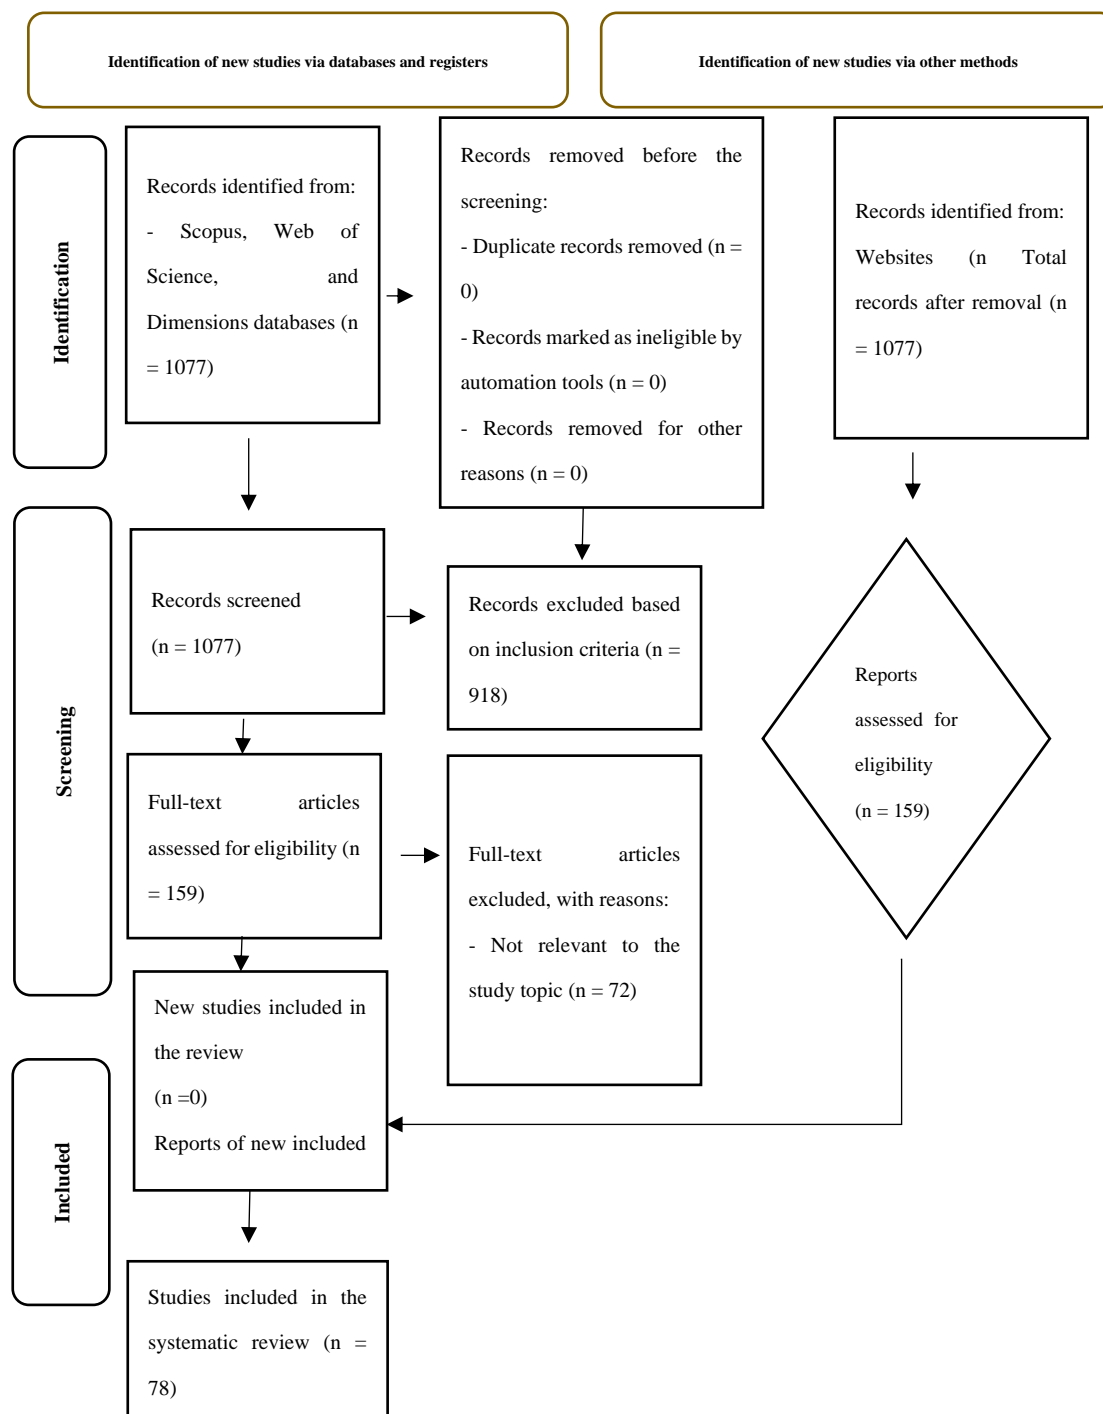 Identification of new studies via databases and registers
Identification of new studies via other methods
Identification
Records identified from:
- Scopus, Web of
Science, and
Dimensions databases (n
= 1077)
Records removed before the
screening:
- Duplicate records removed (n =
0)
- Records marked as ineligible by
automation tools (n = 0)
- Records removed for other
reasons (n = 0)
Records identified from:
Websites (n Total
records after removal (n
= 1077)
Screening
Records screened
(n = 1077)
Records excluded based
on inclusion criteria (n =
918)
Reports
assessed for
eligibility
(n = 159)
Full-text articles
assessed for eligibility (n
= 159)
Full-text articles
excluded, with reasons:
- Not relevant to the
study topic (n = 72)
Included
New studies included in
the review
(n =0)
Reports of new included
Studies included in the
systematic review (n =
78)